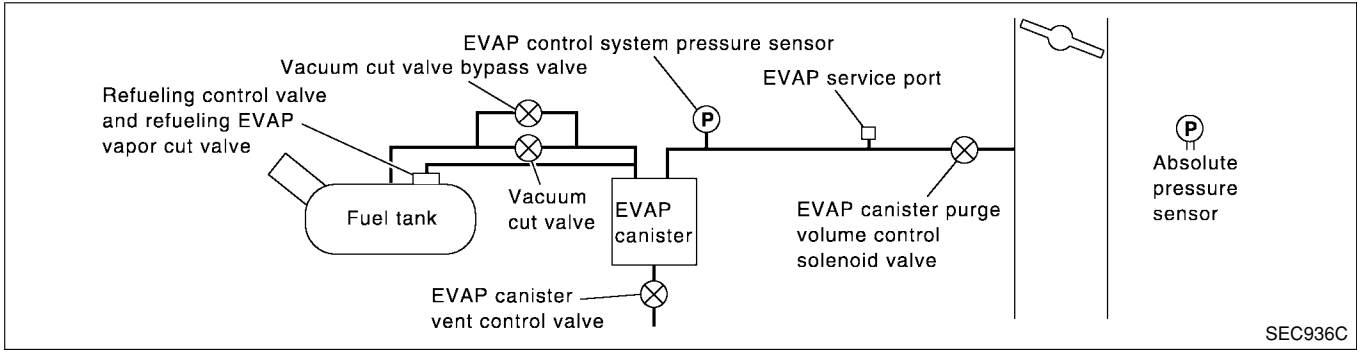 EVAP control system pressure sensor
Vacuum cut valve bypass valve
EVAP service port
Refueling control valve
and refueling EVAP
vapor cut valve
P
P
Absolute
pressure
sensor
Vacuum
cut valve
Fuel tank
EVAP
canister
EVAP canister purge
volume control
solenoid valve
EVAP canister
vent control valve
SEC936C